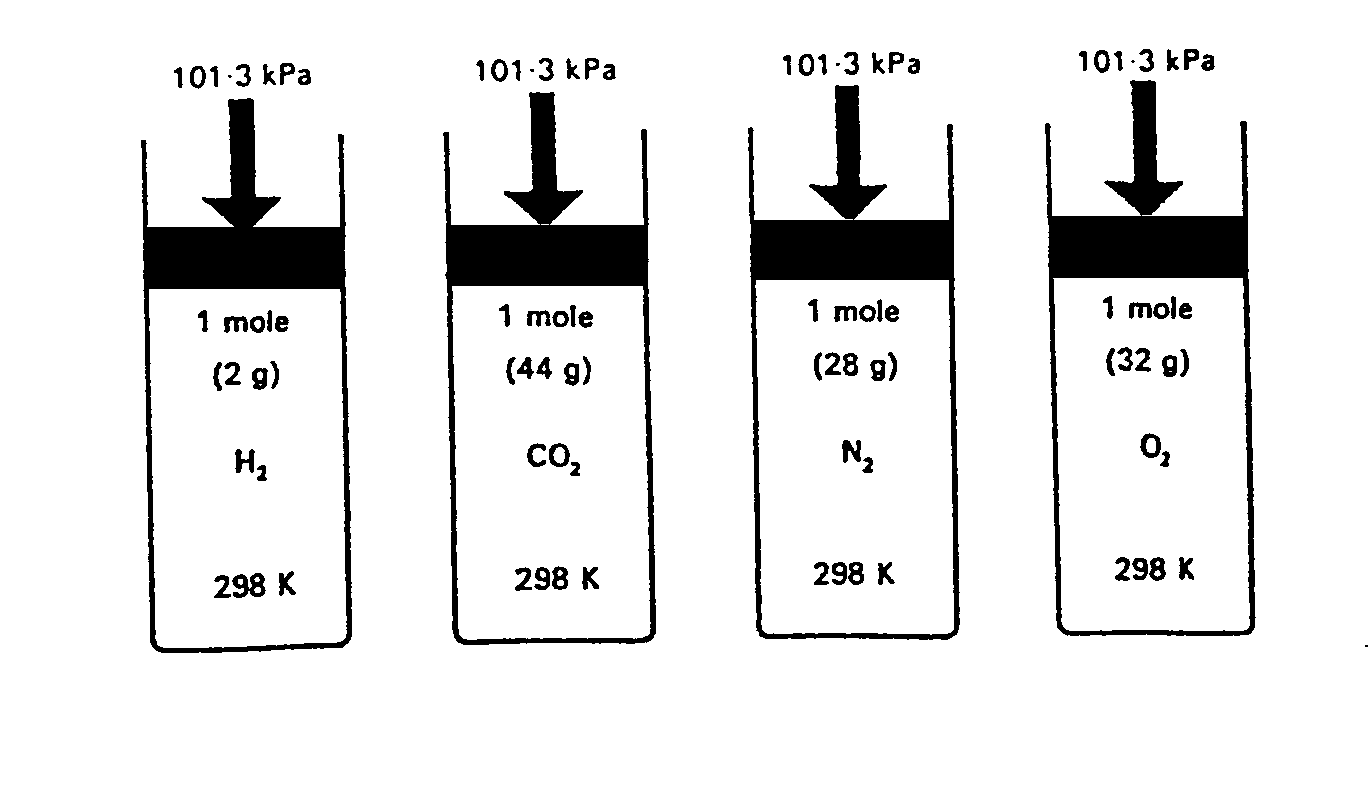 101·3 kPa
101·3 kPa
101·3 kPa
101·3 kPa
1 mole
(2 g)
H₂
298 K
1 mole
(44 g)
CO₂
298 K
1 mole
(28 g)
N₂
298 K
1 mole
(32 g)
O₂
298 K